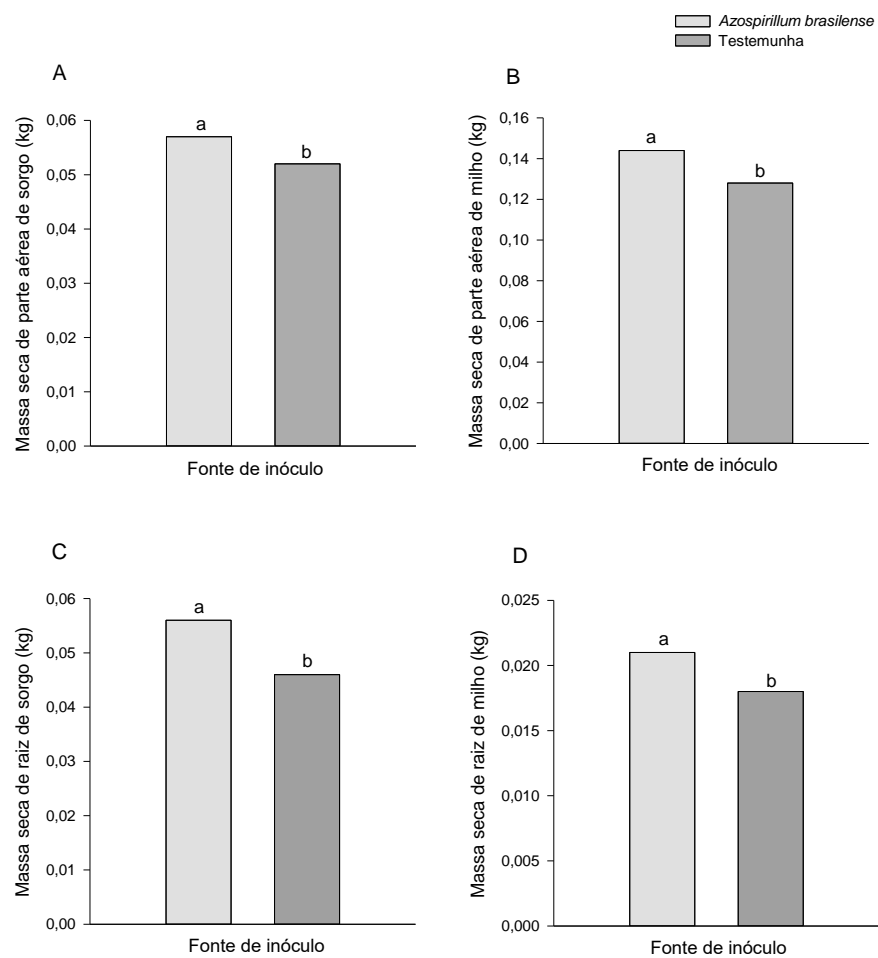 Azospirillum brasilense
Testemunha
A
Massa seca de parte aérea de sorgo (kg)
0,06
0,05
0,04
0,03
0,02
0,01
0,00
a
b
Fonte de inóculo
B
Massa seca de parte aérea de milho (kg)
0,16
0,14
0,12
0,10
0,08
0,06
0,04
0,02
0,00
a
b
Fonte de inóculo
C
Massa seca de raiz de sorgo (kg)
0,06
0,05
0,04
0,03
0,02
0,01
0,00
a
b
Fonte de inóculo
D
Massa seca de raiz de milho (kg)
0,025
0,020
0,015
0,010
0,005
0,000
a
b
Fonte de inóculo